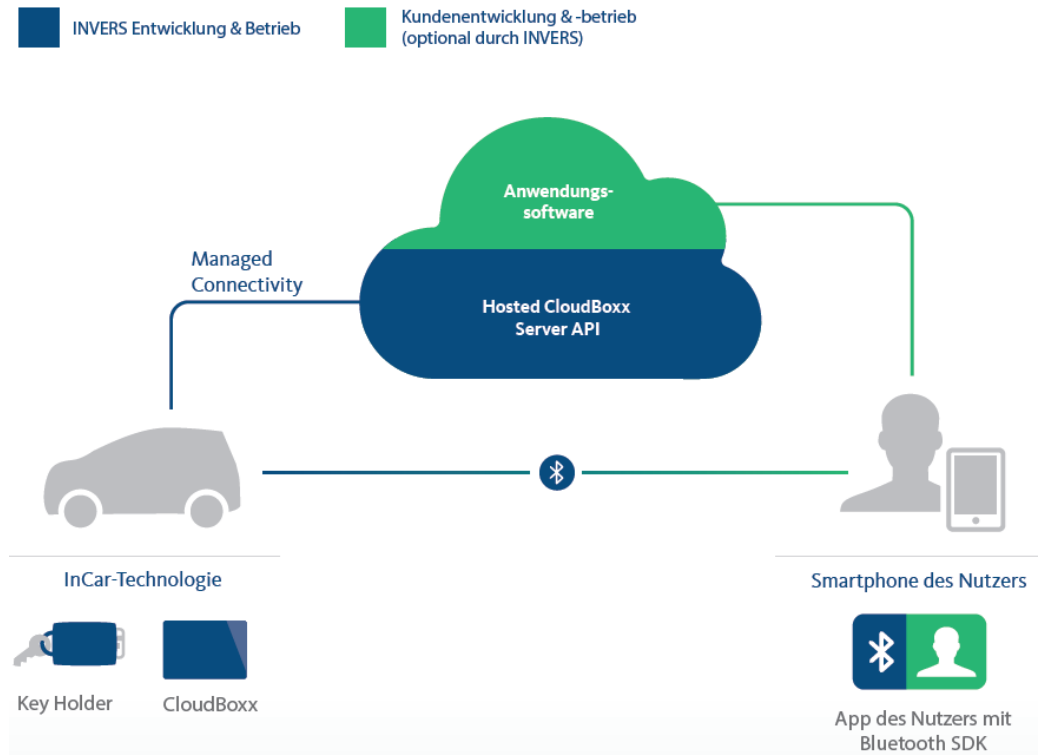 INVERS Entwicklung & Betrieb
Kundenentwicklung & -betrieb
(optional durch INVERS)
Anwendungs-
software
Managed
Connectivity
Hosted CloudBoxx
Server API
InCar-Technologie
Smartphone des Nutzers
Key Holder
CloudBoxx
App des Nutzers mit
Bluetooth SDK